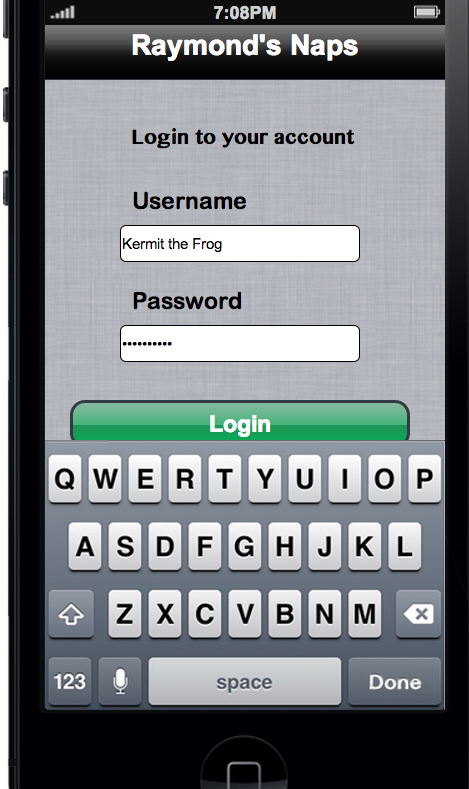 7:08PM
Raymond's Naps
Login to your account
Username
Kermit the Frog
Password
••••••••••
Login
Q W E R T Y U I O P
A S D F G H J K L
Z X C V B N M
123 space Done